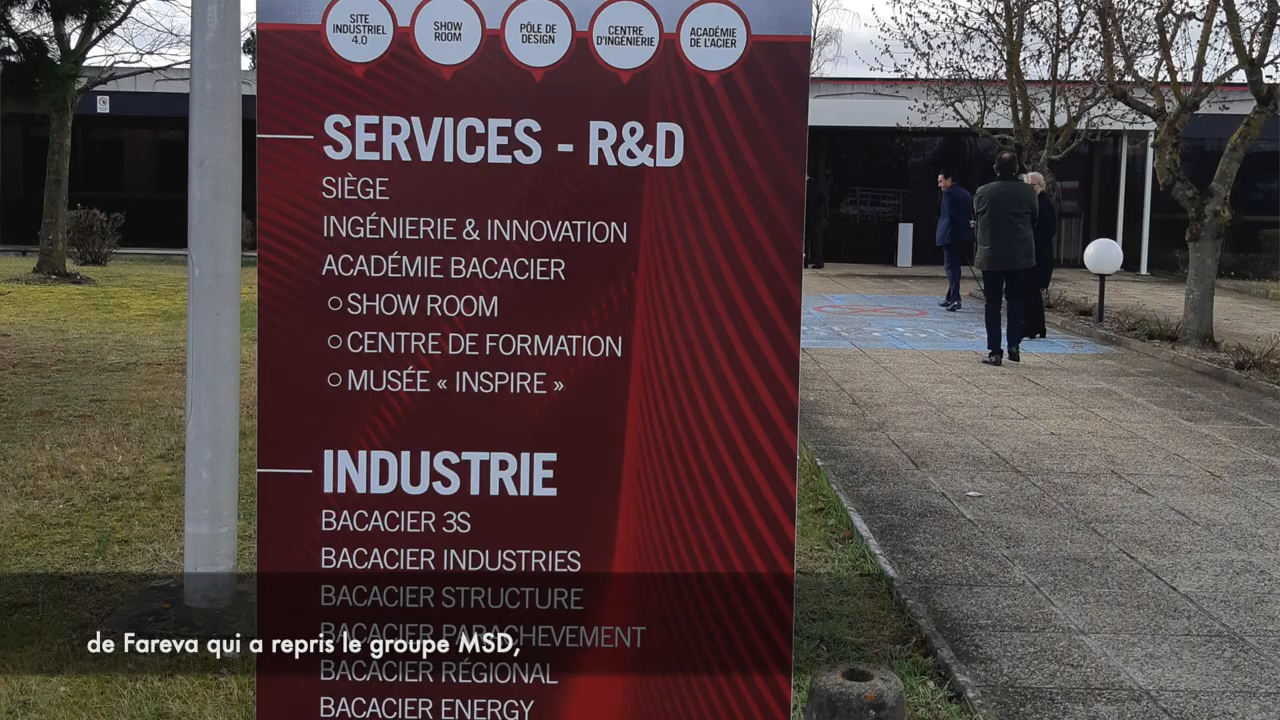 SITE
INDUSTRIEL
4.0
SHOW
ROOM
PÔLE DE
DESIGN
CENTRE
D'INGÉNIERIE
ACADÉMIE
DE L'ACIER
SERVICES - R&D
SIÈGE
INGÉNIERIE & INNOVATION
ACADÉMIE BACACIER
SHOW ROOM
CENTRE DE FORMATION
MUSÉE « INSPIRE »
INDUSTRIE
BACACIER 3S
BACACIER INDUSTRIES
BACACIER STRUCTURE
BACACIER PARACHEVEMENT
de Fareva qui a repris le groupe MSD,
BACACIER RÉGIONAL
BACACIER ENERGY